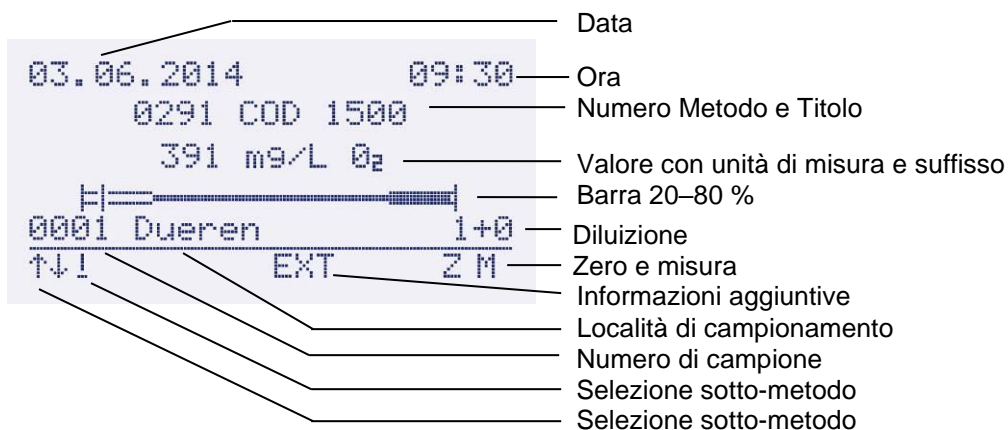 Data
03.06.2014 09:30
Ora
0291 COD 1500
Numero Metodo e Titolo
391 mg/L O₂
Valore con unità di misura e suffisso
Barra 20–80 %
0001 Dueren 1+0
Diluizione
↑↓! EXT Z M
Zero e misura
Informazioni aggiuntive
Località di campionamento
Numero di campione
Selezione sotto-metodo
Selezione sotto-metodo